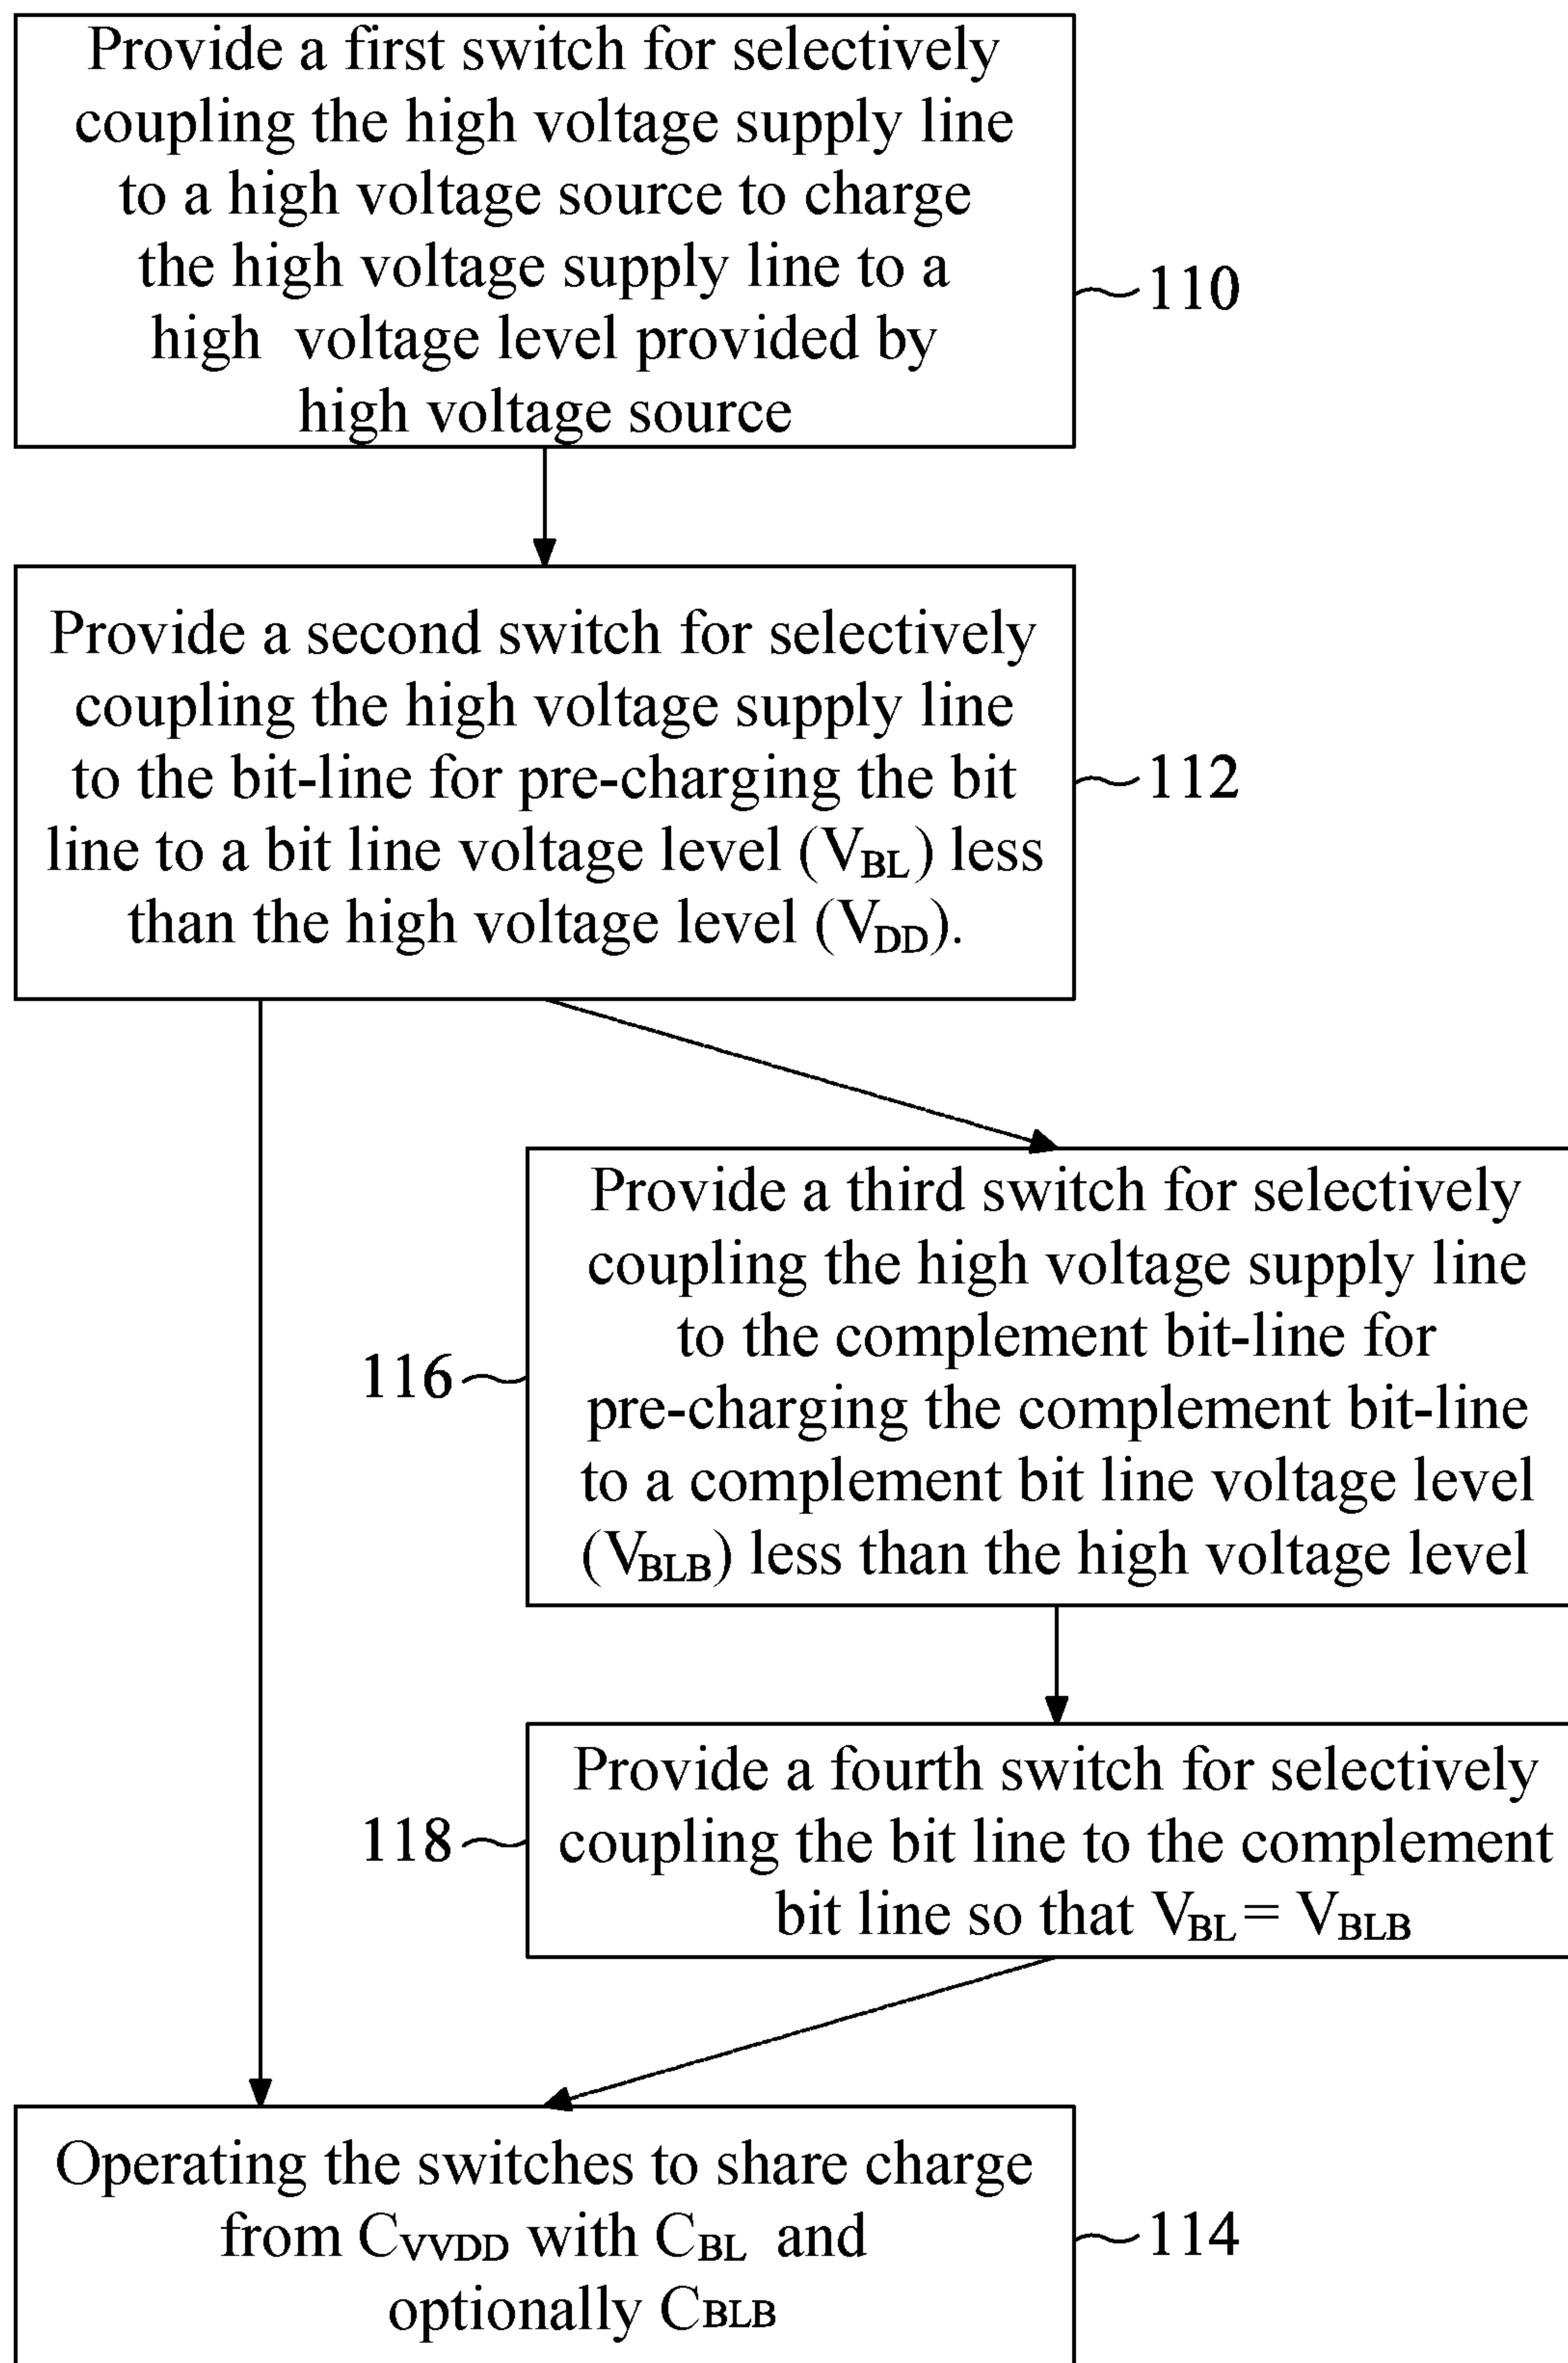 Provide a first switch for selectively
coupling the high voltage supply line
to a high voltage source to charge
the high voltage supply line to a
high voltage level provided by
high voltage source
110
Provide a second switch for selectively
coupling the high voltage supply line
to the bit-line for pre-charging the bit
line to a bit line voltage level (VBL) less
than the high voltage level (VDD).
112
Provide a third switch for selectively
coupling the high voltage supply line
to the complement bit-line for
pre-charging the complement bit-line
to a complement bit line voltage level
(VBLB) less than the high voltage level
116
Provide a fourth switch for selectively
coupling the bit line to the complement
bit line so that VBL = VBLB
118
Operating the switches to share charge
from CVVDD with CBL and
optionally CBLB
114